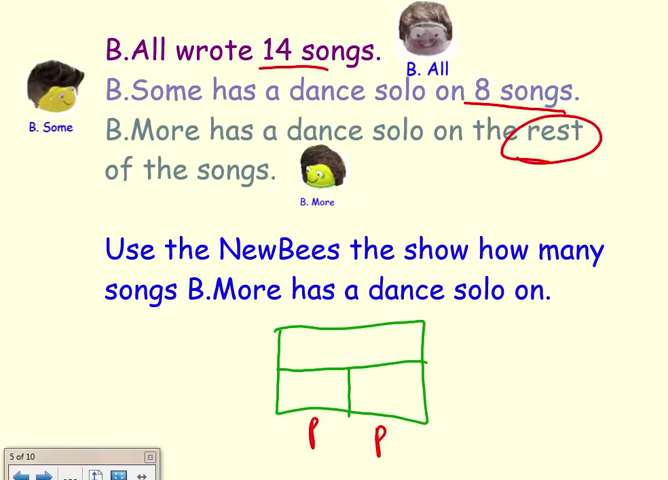 B.All wrote 14 songs.
B. All
B.Some has a dance solo on 8 songs.
B. Some
B.More has a dance solo on the rest
of the songs.
B. More
Use the NewBees the show how many
songs B.More has a dance solo on.
P P
5 of 10